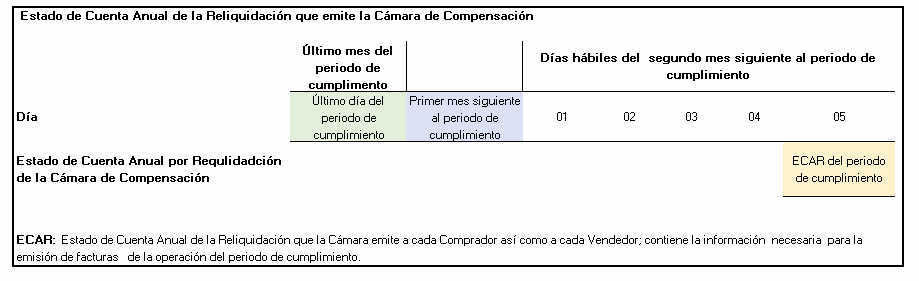 Estado de Cuenta Anual de la Reliquidación que emite la Cámara de Compensación
Último mes del
periodo de
cumplimento
Días hábiles del segundo mes siguiente al periodo de
cumplimiento
Día
Último día del
periodo de
cumplimiento
Primer mes siguiente
al periodo de
cumplimiento
01 02 03 04 05
Estado de Cuenta Anual por Requlidadción
de la Cámara de Compensación
ECAR del periodo
de cumplimiento
ECAR: Estado de Cuenta Anual de la Reliquidación que la Cámara emite a cada Comprador así como a cada Vendedor; contiene la información necesaria para la
emisión de facturas de la operación del periodo de cumplimiento.